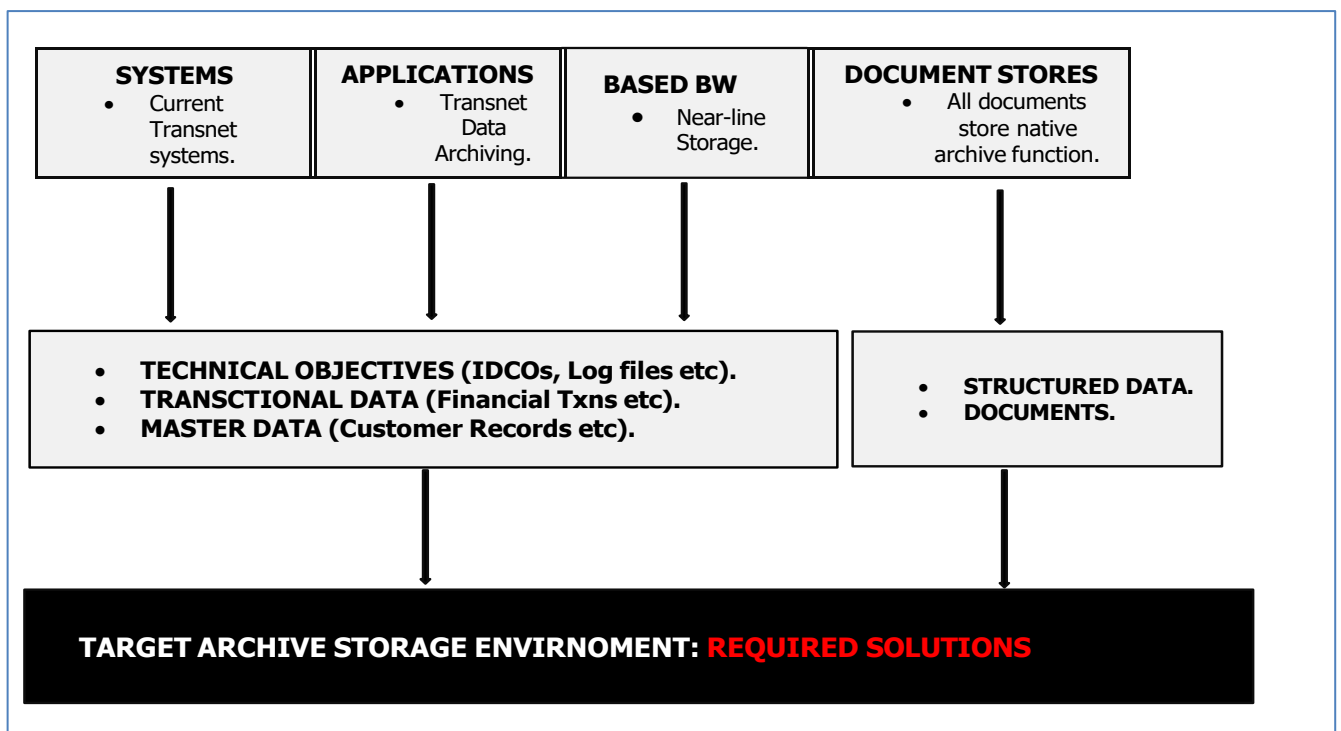 SYSTEMS
• Current
Transnet
systems.
APPLICATIONS
• Transnet
Data
Archiving.
BASED BW
• Near-line
Storage.
DOCUMENT STORES
• All documents
store native
archive function.
• TECHNICAL OBJECTIVES (IDCOs, Log files etc).
• TRANSCTIONAL DATA (Financial Txns etc).
• MASTER DATA (Customer Records etc).
• STRUCTURED DATA.
• DOCUMENTS.
TARGET ARCHIVE STORAGE ENVIRNOMENT: REQUIRED SOLUTIONS